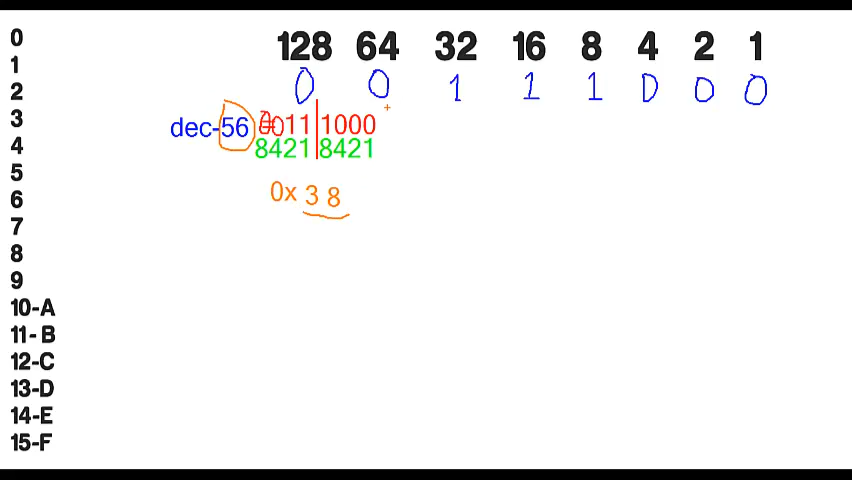 0
1
2
3
4
5
6
7
8
9
10-A
11-B
12-C
13-D
14-E
15-F
128 64 32 16 8 4 2 1
0 0 1 1 1 0 0 0
dec-56 0011 1000
8421 8421
0x 38